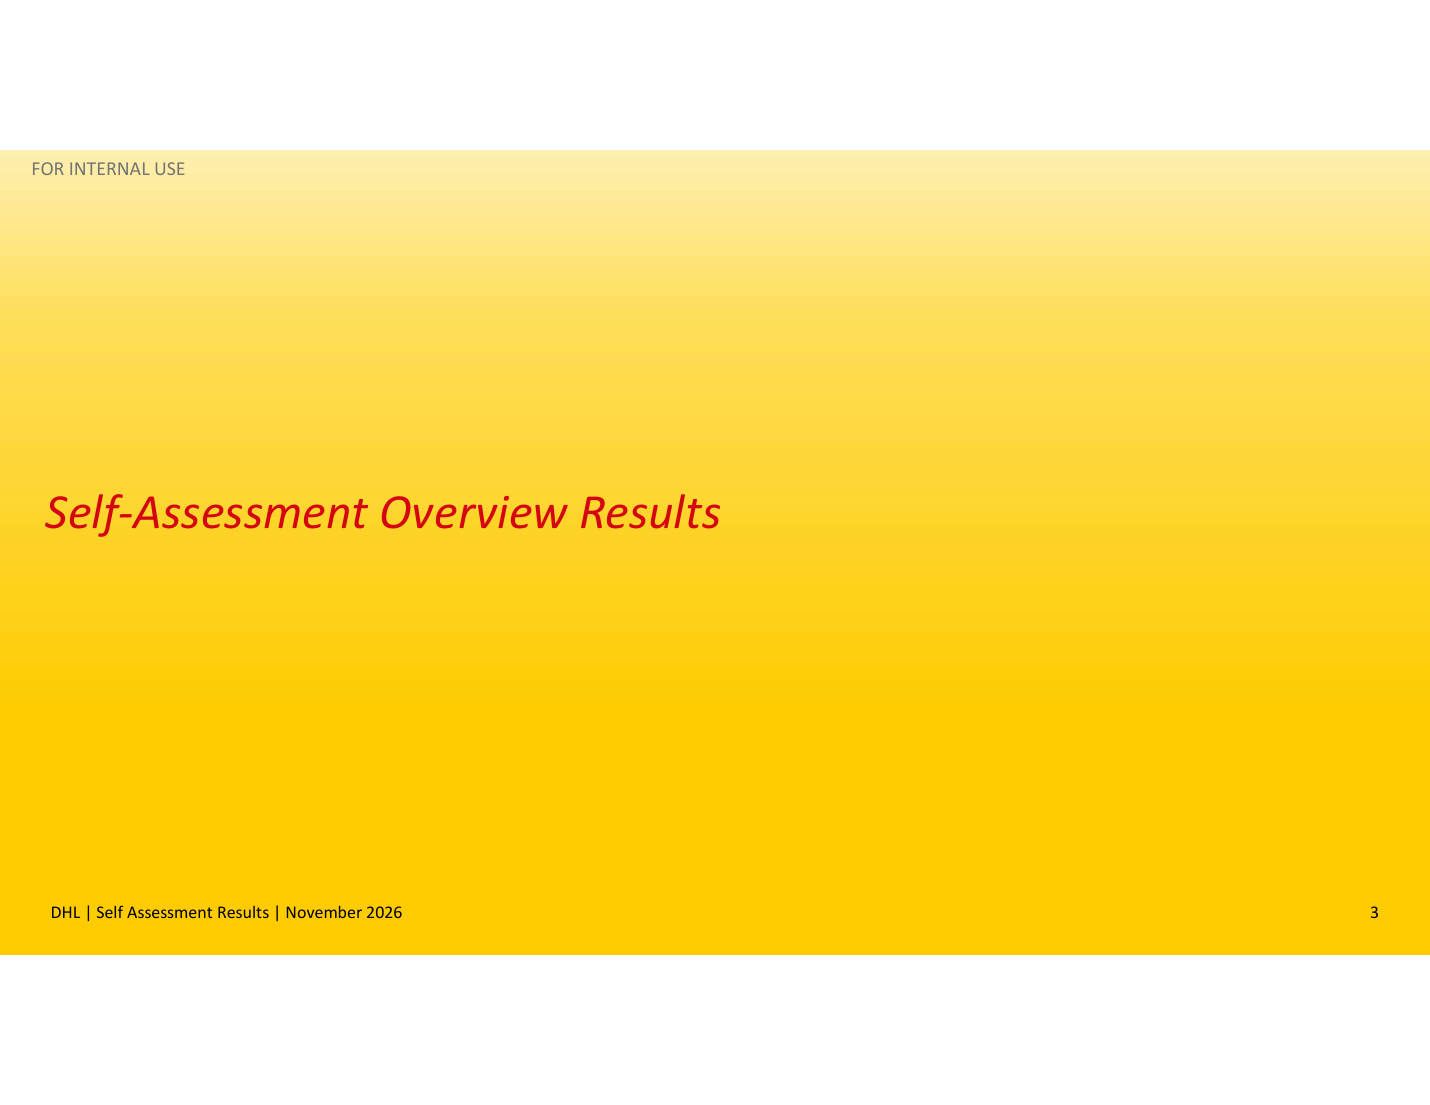 FOR INTERNAL USE
Self-Assessment Overview Results
DHL | Self Assessment Results | November 2026
3